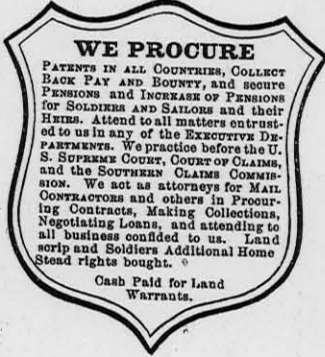 WE PROCURE
PATENTS IN ALL COUNTRIES, COLLECT
BACK PAY AND BOUNTY, and secure
PENSIONS and INCREASE OF PENSIONS
for SOLDIERS AND SAILORS and their
HEIRS. Attend to all matters entrust-
ed to us in any of the EXECUTIVE DE-
PARTMENTS. We practice before the U.
S. SUPREME COURT, COURT OF CLAIMS,
and the SOUTHERN CLAIMS COMMIS-
SION. We act as attorneys for MAIL
CONTRACTORS and others in Procur-
ing Contracts, Making Collections,
Negotiating Loans, and attending to
all business confided to us. Land
scrip and Soldiers Additional Home
Stead rights bought.
Cash Paid for Land
Warrants.